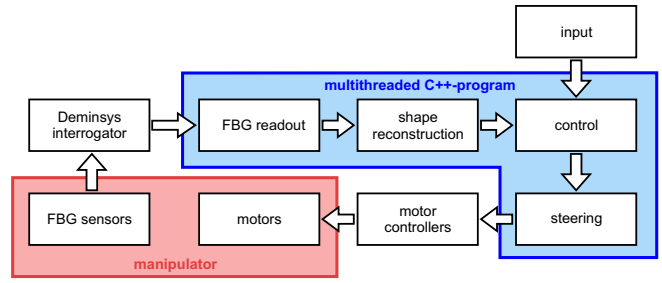 input
multithreaded C++-program
Deminsys
interrogator
FBG readout
shape
reconstruction
control
FBG sensors
motors
motor
controllers
steering
manipulator